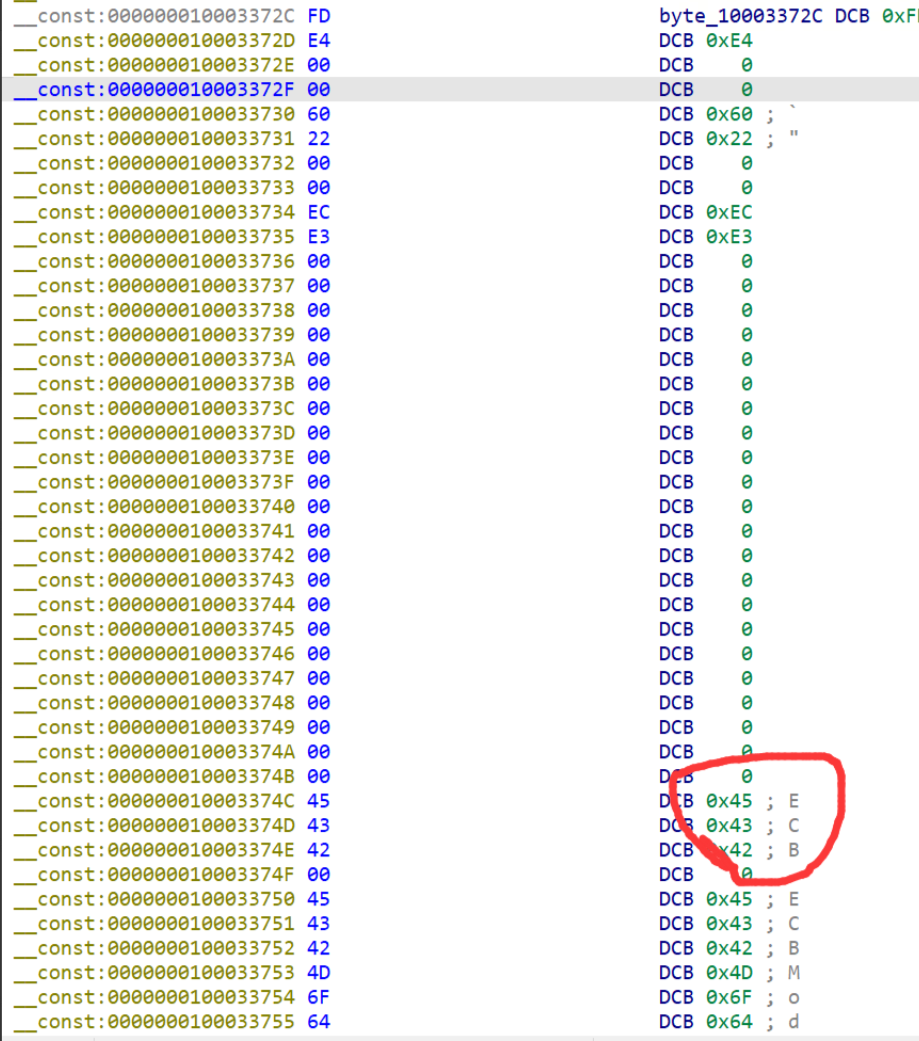 __const:000000010003372C FD byte_10003372C DCB 0xF
__const:000000010003372D E4 DCB 0xE4
__const:000000010003372E 00 DCB 0
__const:000000010003372F 00 DCB 0
__const:0000000100033730 60 DCB 0x60 ; `
__const:0000000100033731 22 DCB 0x22 ; "
__const:0000000100033732 00 DCB 0
__const:0000000100033733 00 DCB 0
__const:0000000100033734 EC DCB 0xEC
__const:0000000100033735 E3 DCB 0xE3
__const:0000000100033736 00 DCB 0
__const:0000000100033737 00 DCB 0
__const:0000000100033738 00 DCB 0
__const:0000000100033739 00 DCB 0
__const:000000010003373A 00 DCB 0
__const:000000010003373B 00 DCB 0
__const:000000010003373C 00 DCB 0
__const:000000010003373D 00 DCB 0
__const:000000010003373E 00 DCB 0
__const:000000010003373F 00 DCB 0
__const:0000000100033740 00 DCB 0
__const:0000000100033741 00 DCB 0
__const:0000000100033742 00 DCB 0
__const:0000000100033743 00 DCB 0
__const:0000000100033744 00 DCB 0
__const:0000000100033745 00 DCB 0
__const:0000000100033746 00 DCB 0
__const:0000000100033747 00 DCB 0
__const:0000000100033748 00 DCB 0
__const:0000000100033749 00 DCB 0
__const:000000010003374A 00 DCB 0
__const:000000010003374B 00 DCB 0
__const:000000010003374C 45 DCB 0x45 ; E
__const:000000010003374D 43 DCB 0x43 ; C
__const:000000010003374E 42 DCB 0x42 ; B
__const:000000010003374F 00 DCB 0
__const:0000000100033750 45 DCB 0x45 ; E
__const:0000000100033751 43 DCB 0x43 ; C
__const:0000000100033752 42 DCB 0x42 ; B
__const:0000000100033753 4D DCB 0x4D ; M
__const:0000000100033754 6F DCB 0x6F ; o
__const:0000000100033755 64 DCB 0x64 ; d